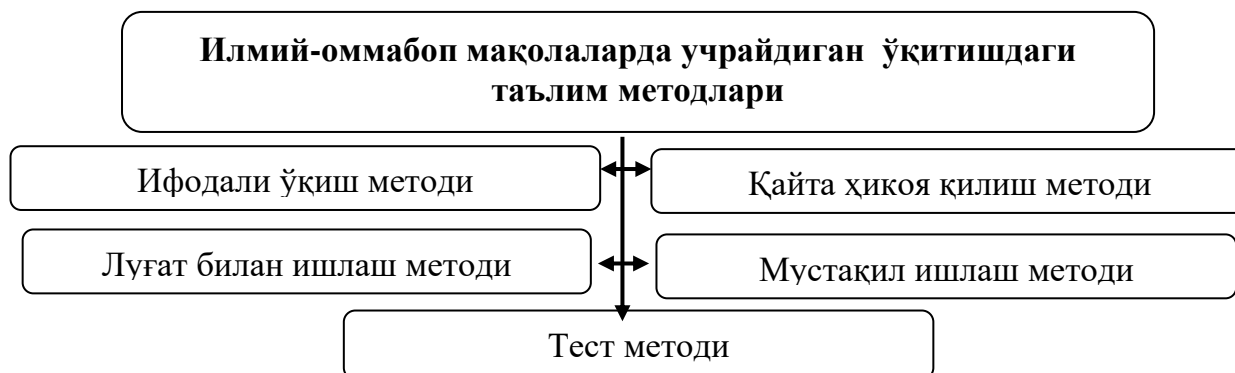 Илмий-оммабоп мақолаларда учрайдиган ўқитишдаги
таълим методлари
Ифодали ўқиш методи
Қайта ҳикоя қилиш методи
Луғат билан ишлаш методи
Мустақил ишлаш методи
Тест методи